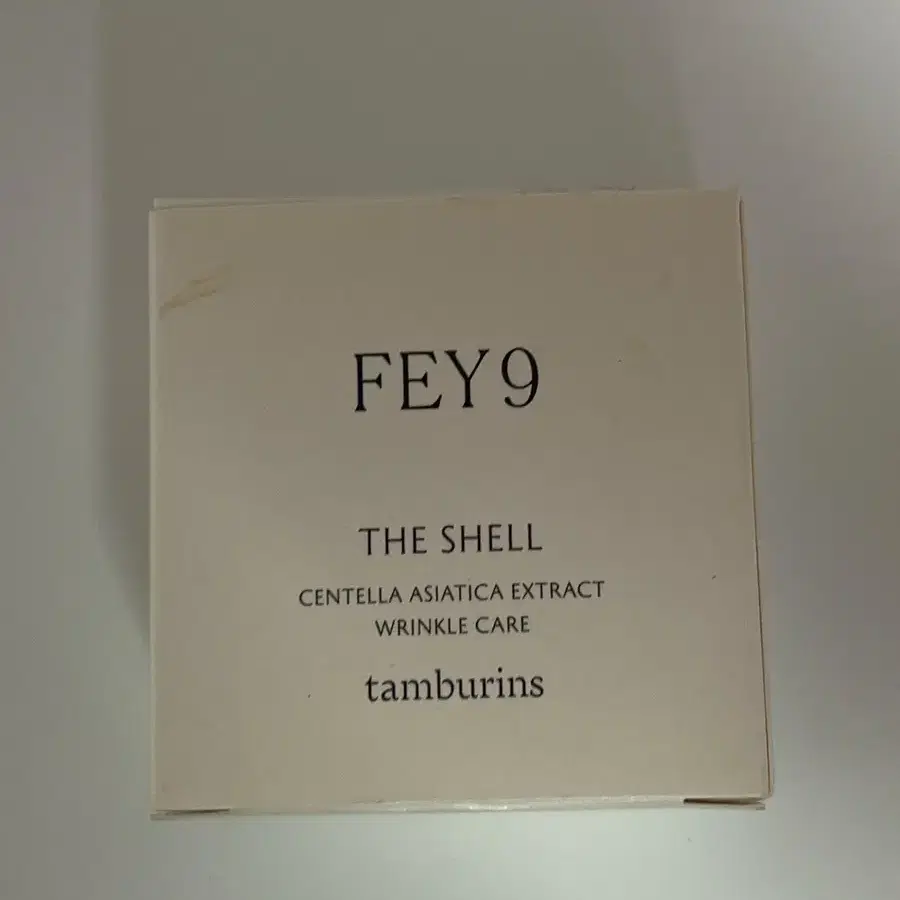 FEY9
THE SHELL
CENTELLA ASIATICA EXTRACT
WRINKLE CARE
tamburins